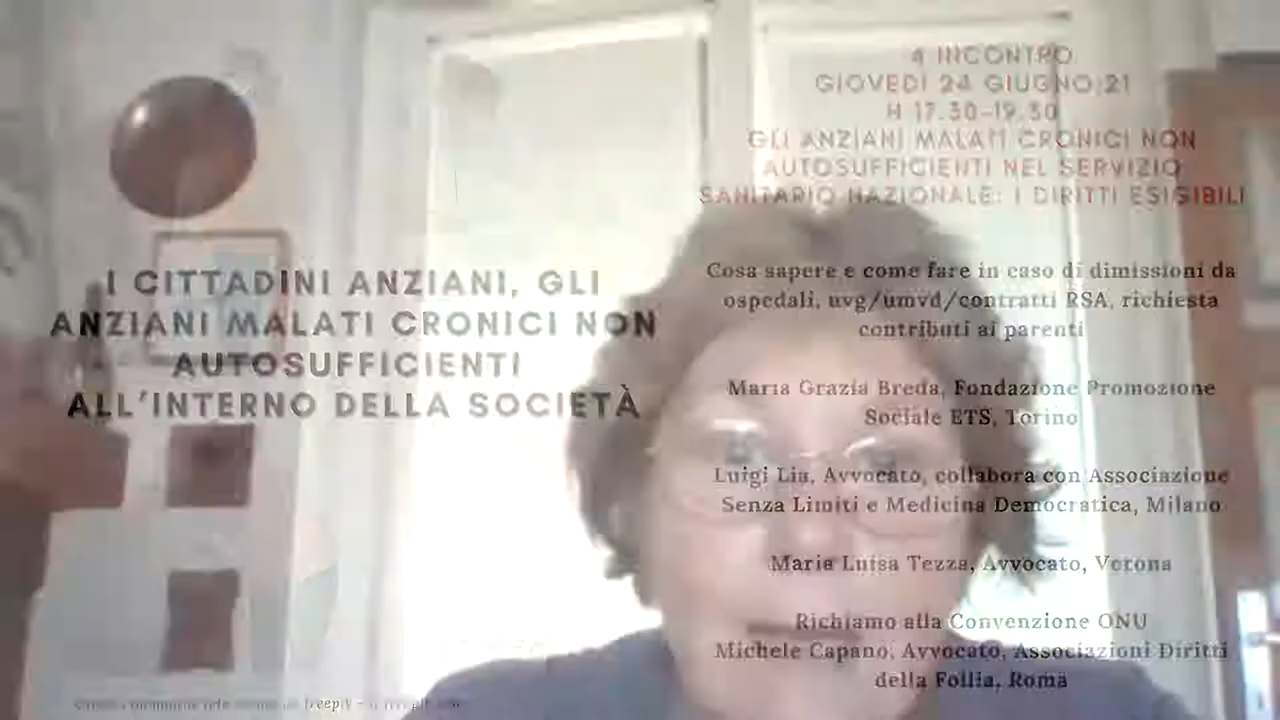 I CITTADINI ANZIANI, GLI
ANZIANI MALATI CRONICI NON
AUTOSUFFICIENTI
ALL'INTERNO DELLA SOCIETÀ
4 INCONTRO
GIOVEDI 24 GIUGNO 21
H 17.30-19.30
GLI ANZIANI MALATI CRONICI NON
AUTOSUFFICIENTI NEL SERVIZIO
SANITARIO NAZIONALE: I DIRITTI ESIGIBILI
Cosa sapere e come fare in caso di dimissioni da
ospedali, uvg/umvd/contratti RSA, richiesta
contributi ai parenti
Maria Grazia Breda, Fondazione Promozione
Sociale ETS, Torino
Luigi Lia, Avvocato, collabora con Associazione
Senza Limiti e Medicina Democratica, Milano
Maria Luisa Tezza, Avvocato, Verona
Richiamo alla Convenzione ONU
Michele Capano, Avvocato, Associazioni Diritti
della Follia, Roma
freepik